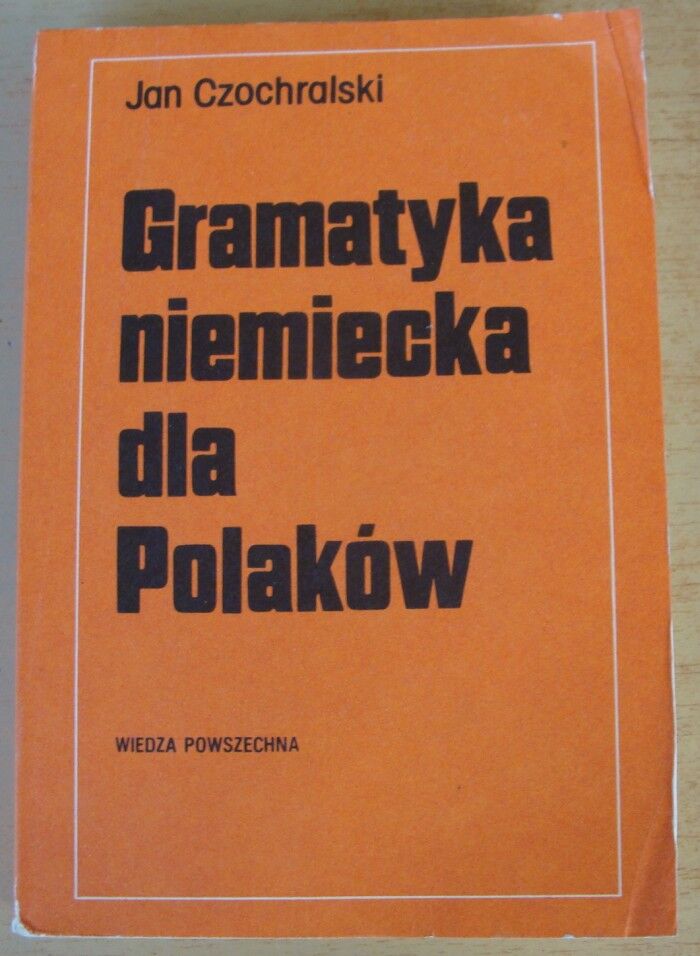 Jan Czochralski
Gramatyka
niemiecka
dla
Polaków
WIEDZA POWSZECHNA